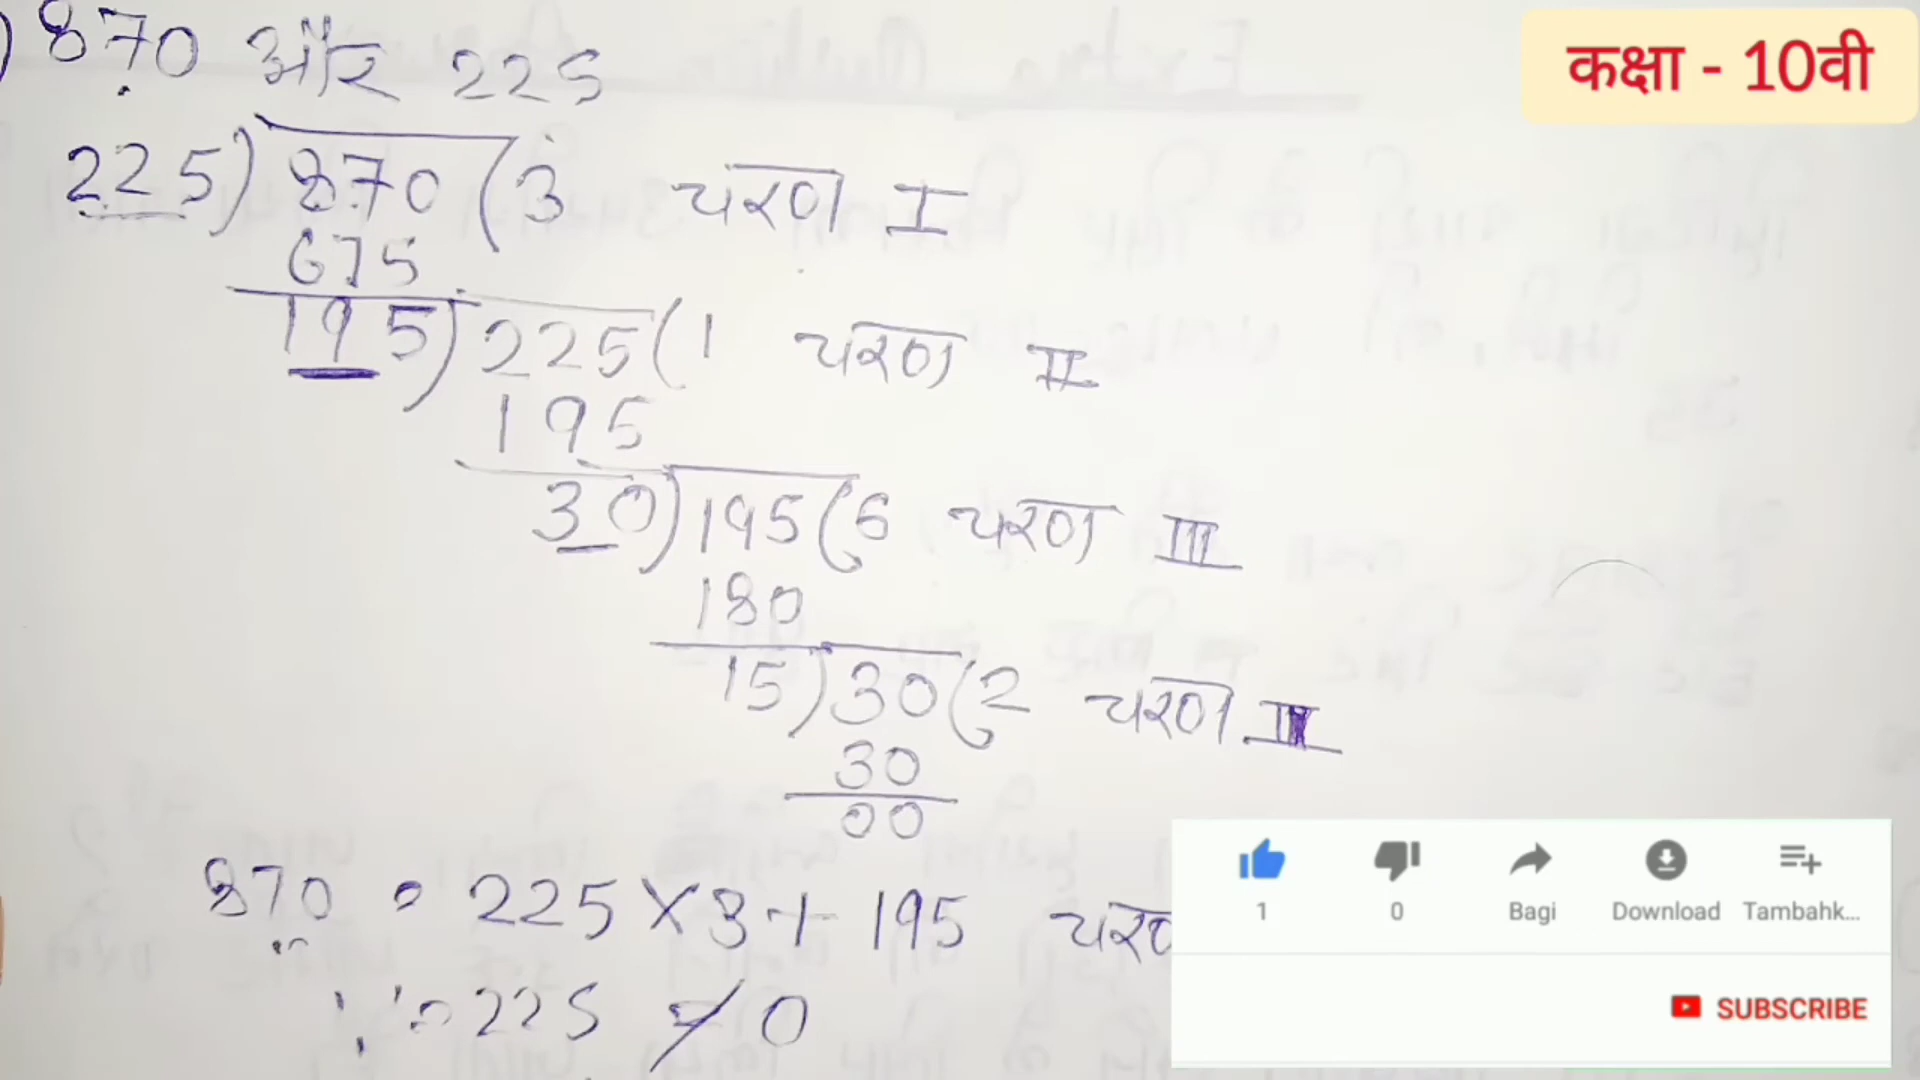 ) 870 और 225
कक्षा - 10वी
225) 870 (3 चरण I
675
195) 225 (1 चरण II
195
30) 195 (6 चरण III
180
15) 30 (2 चरण
30
00
870 = 225 × 3 + 195
∵ 225 ≠ 0
1 0 Bagi Download Tambahk...
SUBSCRIBE